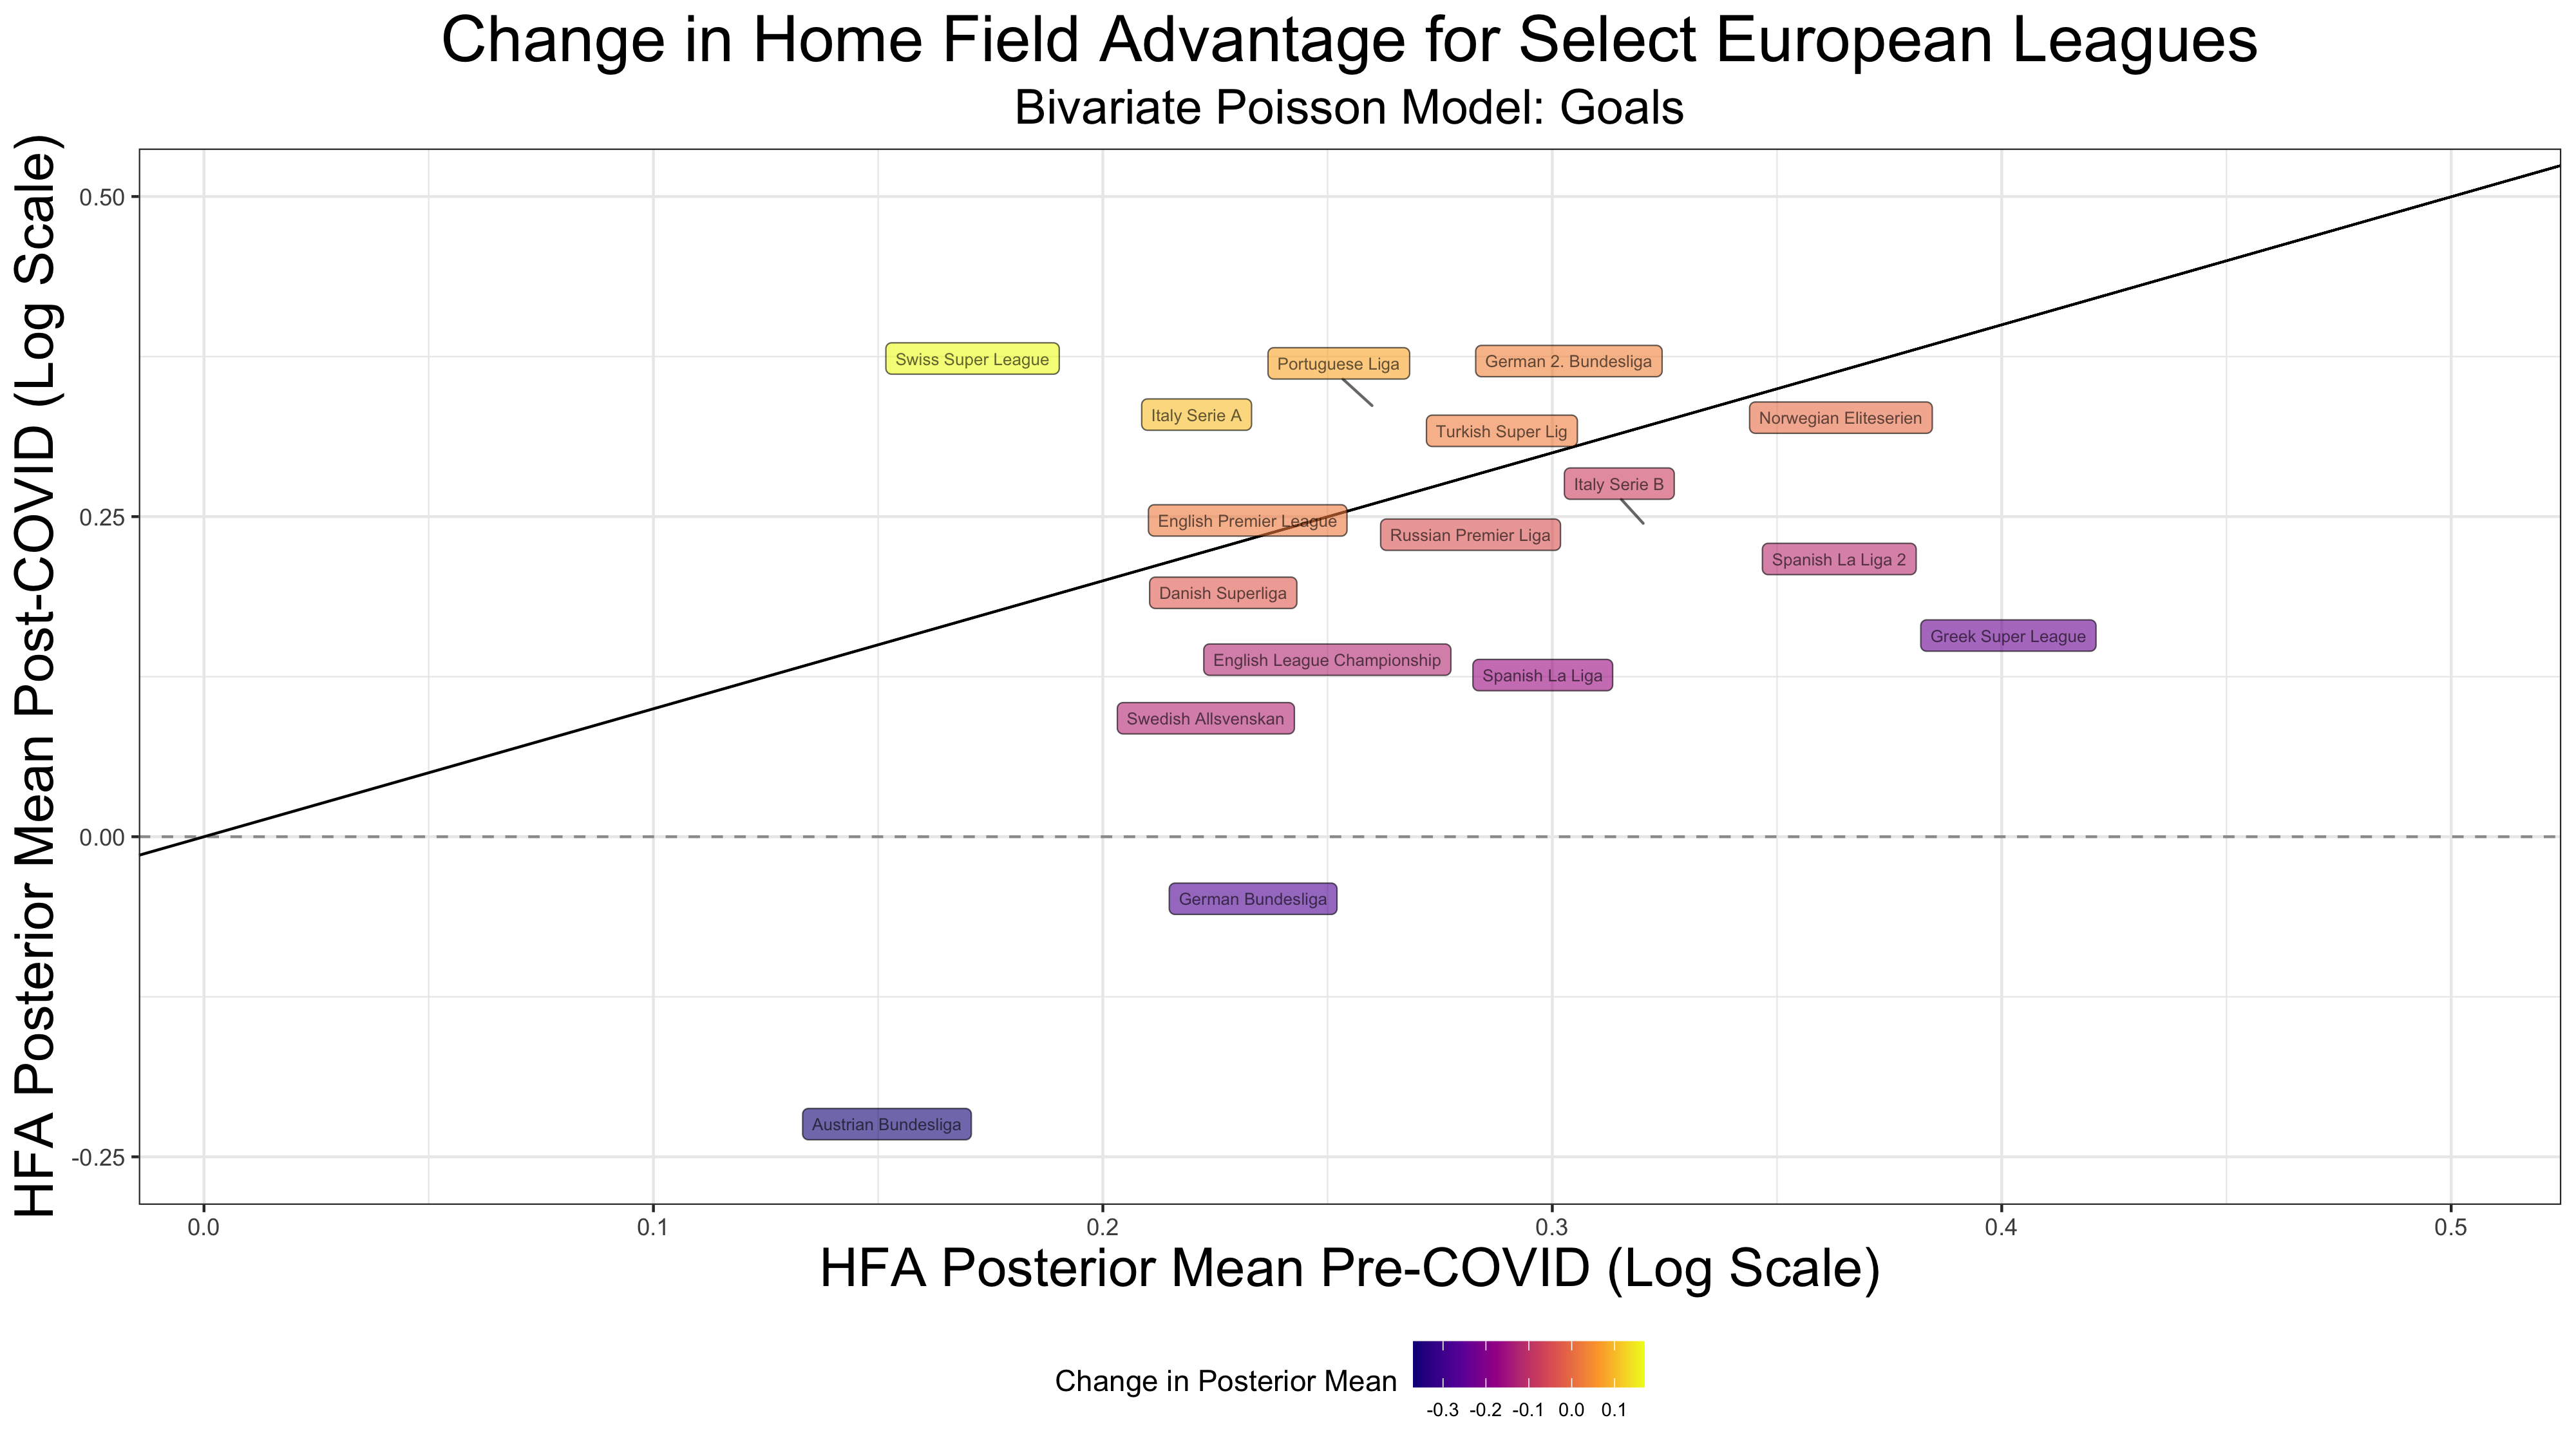 Change in Home Field Advantage for Select European Leagues
Bivariate Poisson Model: Goals
HFA Posterior Mean Post-COVID (Log Scale)
0.50
0.25
0.00
-0.25
Swiss Super League
Portuguese Liga
German 2. Bundesliga
Italy Serie A
Turkish Super Lig
Norwegian Eliteserien
Italy Serie B
English Premier League
Russian Premier Liga
Spanish La Liga 2
Danish Superliga
Greek Super League
English League Championship
Spanish La Liga
Swedish Allsvenskan
German Bundesliga
Austrian Bundesliga
0.0 0.1 0.2 0.3 0.4 0.5
HFA Posterior Mean Pre-COVID (Log Scale)
Change in Posterior Mean
-0.3 -0.2 -0.1 0.0 0.1